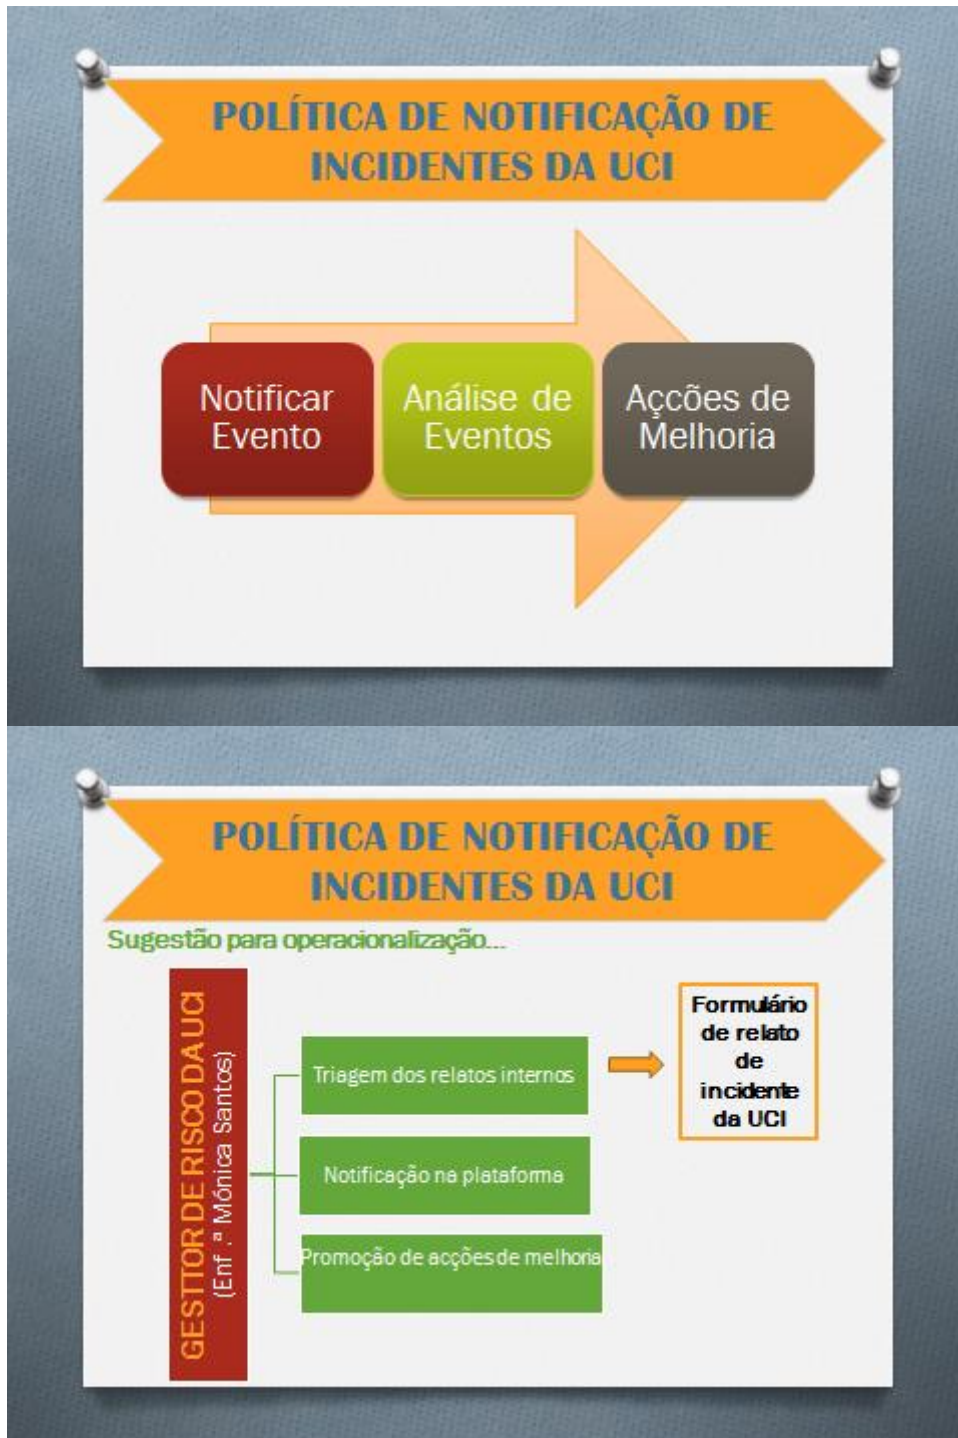 POLÍTICA DE NOTIFICAÇÃO DE
INCIDENTES DA UCI
Notificar
Evento
Análise de
Eventos
Acções de
Melhoria
POLÍTICA DE NOTIFICAÇÃO DE
INCIDENTES DA UCI
Sugestão para operacionalização...
GESTTOR DE RISCO DA UCI
(Enf .ª Mónica Santos)
Triagem dos relatos internos
Notificação na plataforma
Promoção de acções de melhoria
Formulário
de relato
de
incidente
da UCI